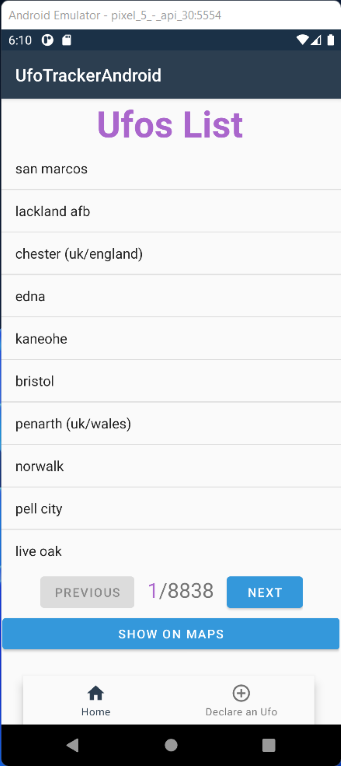 Android Emulator - pixel_5_-_api_30:5554
6:10
UfoTrackerAndroid
Ufos List
san marcos
lackland afb
chester (uk/england)
edna
kaneohe
bristol
penarth (uk/wales)
norwalk
pell city
live oak
PREVIOUS 1/8838 NEXT
SHOW ON MAPS
Home Declare an Ufo